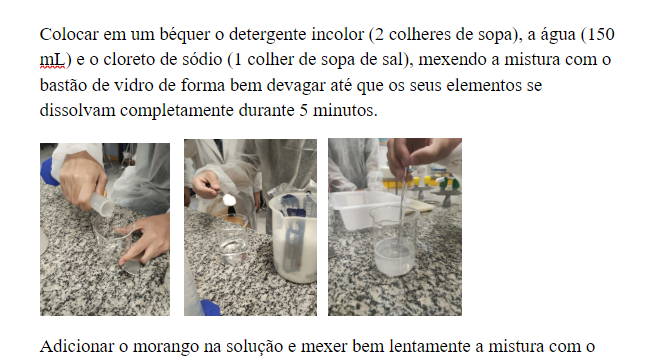 Colocar em um béquer o detergente incolor (2 colheres de sopa), a água (150
mL) e o cloreto de sódio (1 colher de sopa de sal), mexendo a mistura com o
bastão de vidro de forma bem devagar até que os seus elementos se
dissolvam completamente durante 5 minutos.
Adicionar o morango na solução e mexer bem lentamente a mistura com o